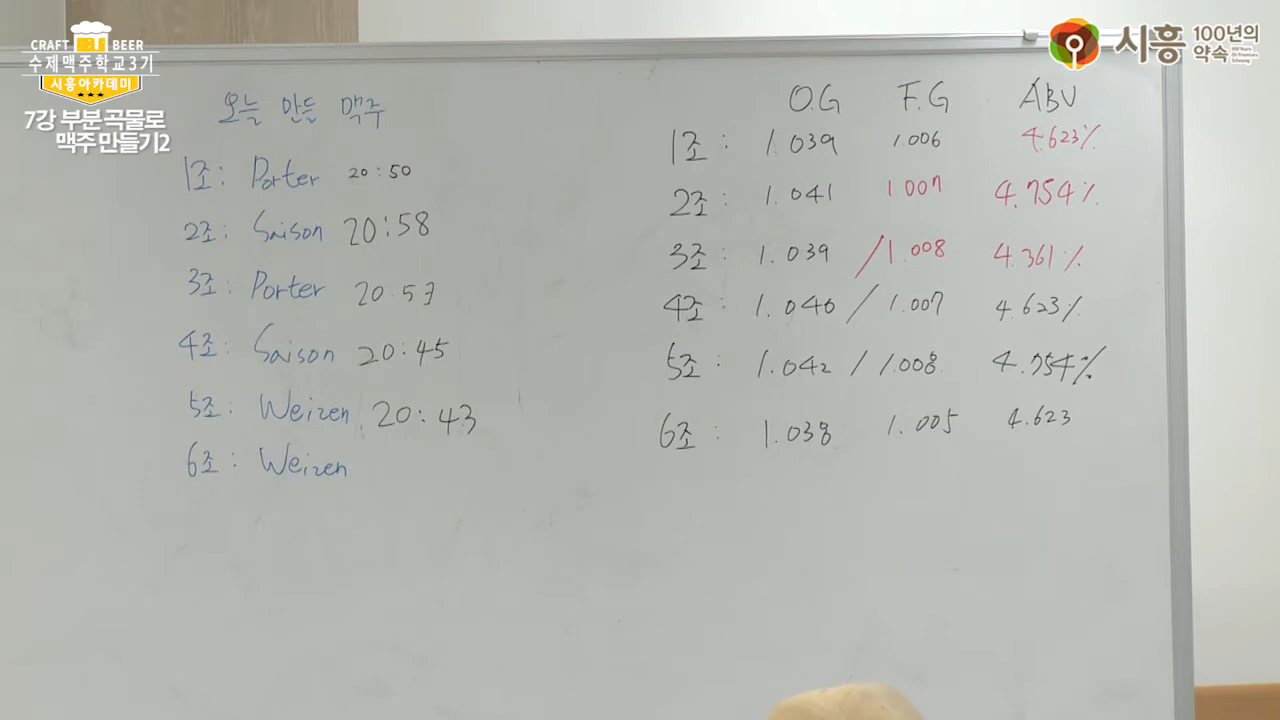 CRAFT BEER
수제맥주학교3기
시흥아카데미
7강 부분 곡물로
맥주 만들기2
시흥 100년의
약속
오늘 만들 맥주
1조: Porter 20:50
2조: Saison 20:58
3조: Porter 20 57
4조: Saison 20:45
5조: Weizen 20:43
6조: Weizen
O.G F.G ABV
1조: 1.039 1.006 4.623%
2조: 1.041 1.007 4.754%
3조: 1.039 / 1.008 4.361%
4조: 1.040 / 1.007 4.623%
5조: 1.042 / 1.008 4.754%
6조: 1.038 1.005 4.623